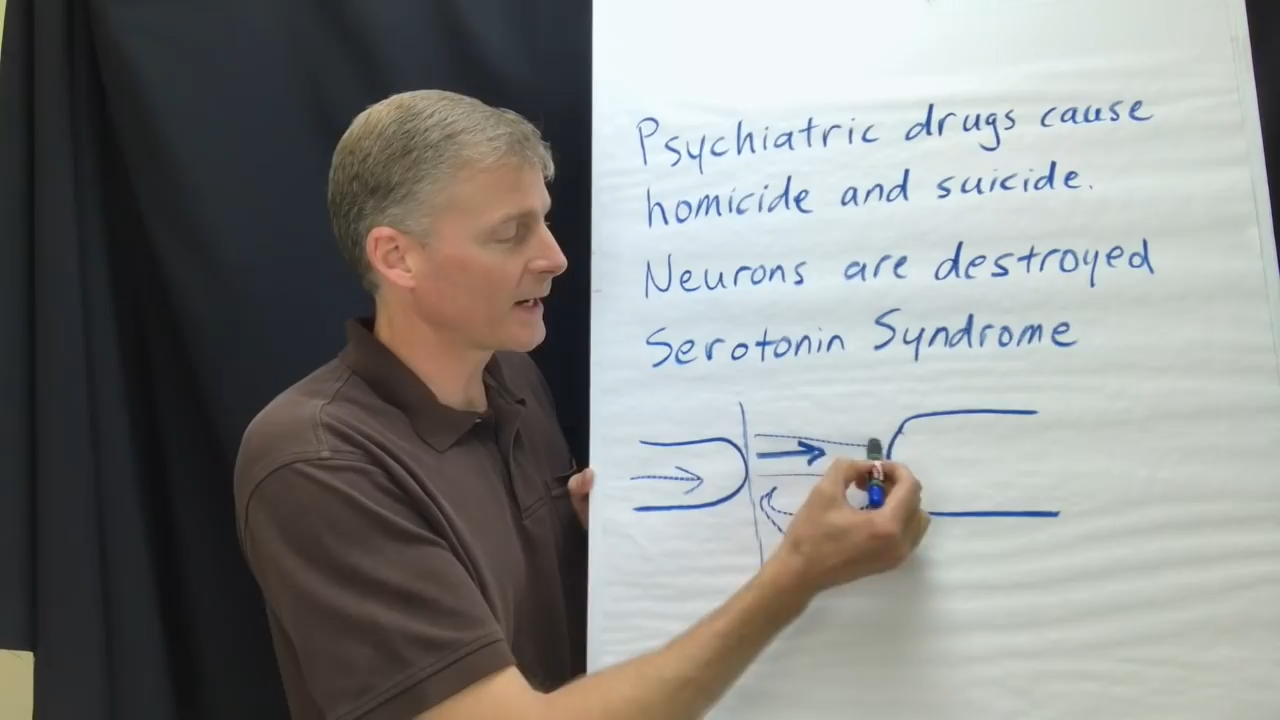 Psychiatric drugs cause
homicide and suicide.
Neurons are destroyed
Serotonin Syndrome